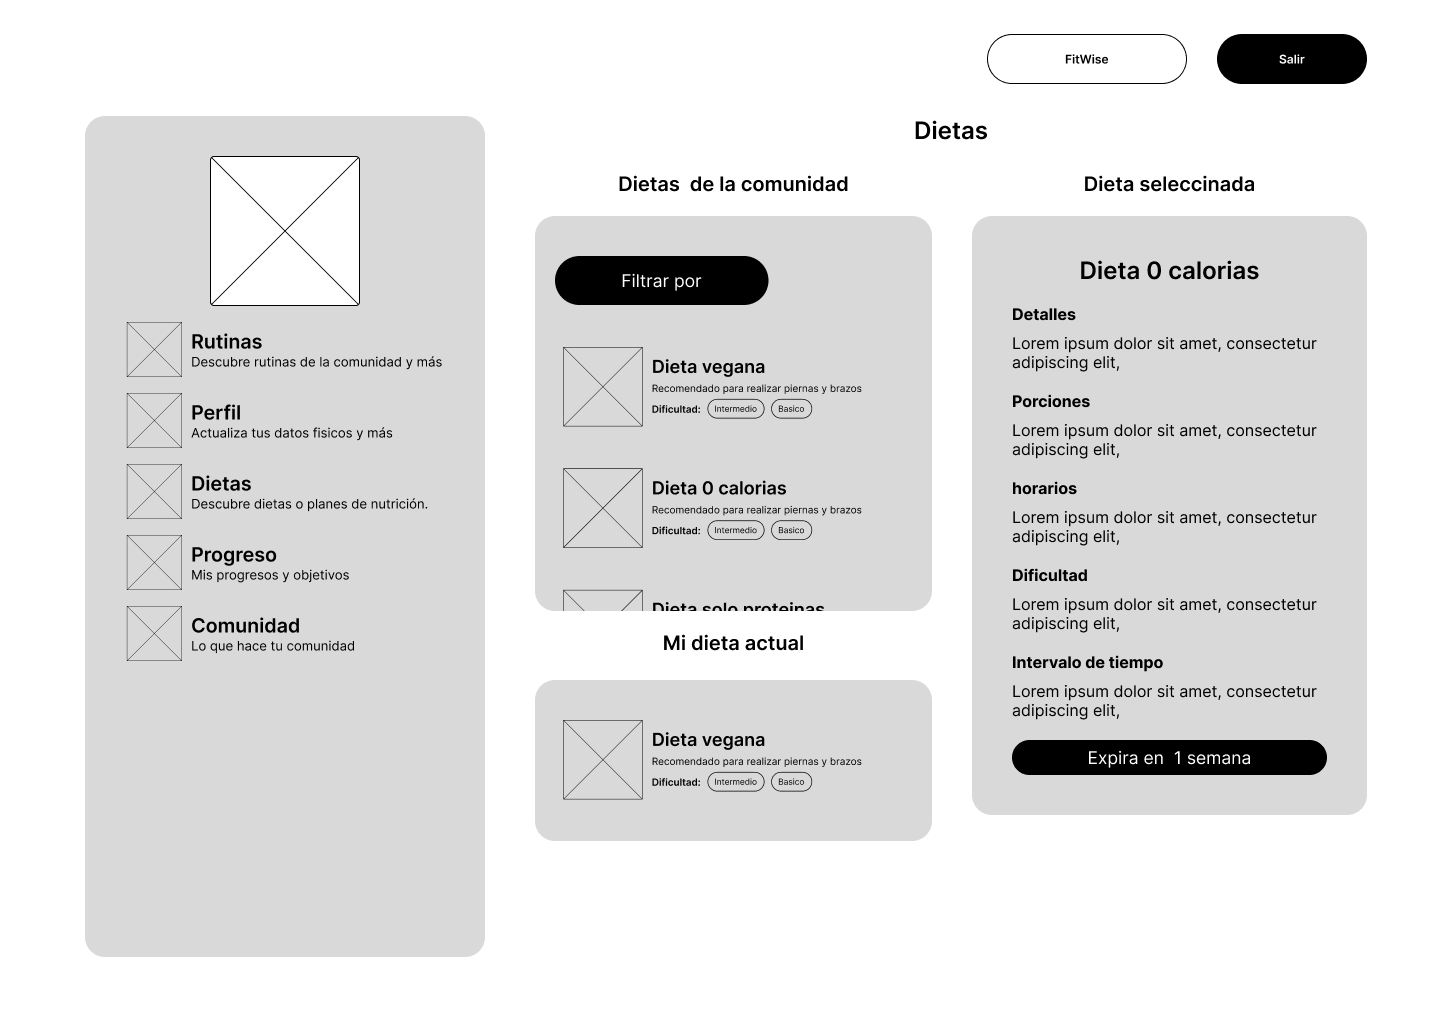 FitWise
Salir
Rutinas
Descubre rutinas de la comunidad y más
Perfil
Actualiza tus datos fisicos y más
Dietas
Descubre dietas o planes de nutrición.
Progreso
Mis progresos y objetivos
Comunidad
Lo que hace tu comunidad
Dietas
Dietas  de la comunidad
Filtrar por
Dieta vegana
Recomendado para realizar piernas y brazos
Dificultad: Intermedio Basico
Dieta 0 calorias
Recomendado para realizar piernas y brazos
Dificultad: Intermedio Basico
Dieta solo proteinas
Mi dieta actual
Dieta vegana
Recomendado para realizar piernas y brazos
Dificultad: Intermedio Basico
Dieta seleccinada
Dieta 0 calorias
Detalles
Lorem ipsum dolor sit amet, consectetur
adipiscing elit,
Porciones
Lorem ipsum dolor sit amet, consectetur
adipiscing elit,
horarios
Lorem ipsum dolor sit amet, consectetur
adipiscing elit,
Dificultad
Lorem ipsum dolor sit amet, consectetur
adipiscing elit,
Intervalo de tiempo
Lorem ipsum dolor sit amet, consectetur
adipiscing elit,
Expira en  1 semana